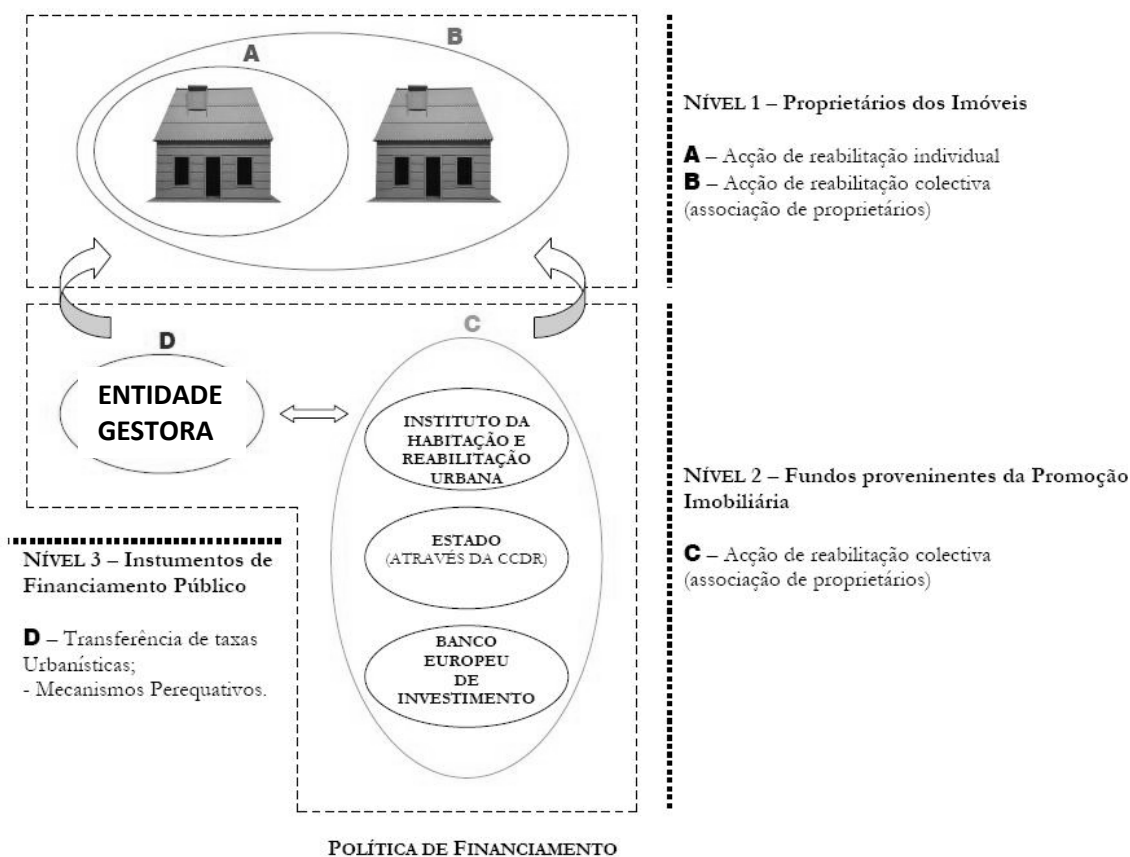 B
A
NÍVEL 1 – Proprietários dos Imóveis
A – Acção de reabilitação individual
B – Acção de reabilitação colectiva
(associação de proprietários)
D
C
ENTIDADE
GESTORA
INSTITUTO DA
HABITAÇÃO E
REABILITAÇÃO
URBANA
ESTADO
(ATRAVÉS DA CCDR)
BANCO
EUROPEU
DE
INVESTIMENTO
NÍVEL 2 – Fundos proveninentes da Promoção
Imobiliária
C – Acção de reabilitação colectiva
(associação de proprietários)
NÍVEL 3 – Instumentos de
Financiamento Público
D – Transferência de taxas
Urbanísticas;
- Mecanismos Perequativos.
POLÍTICA DE FINANCIAMENTO